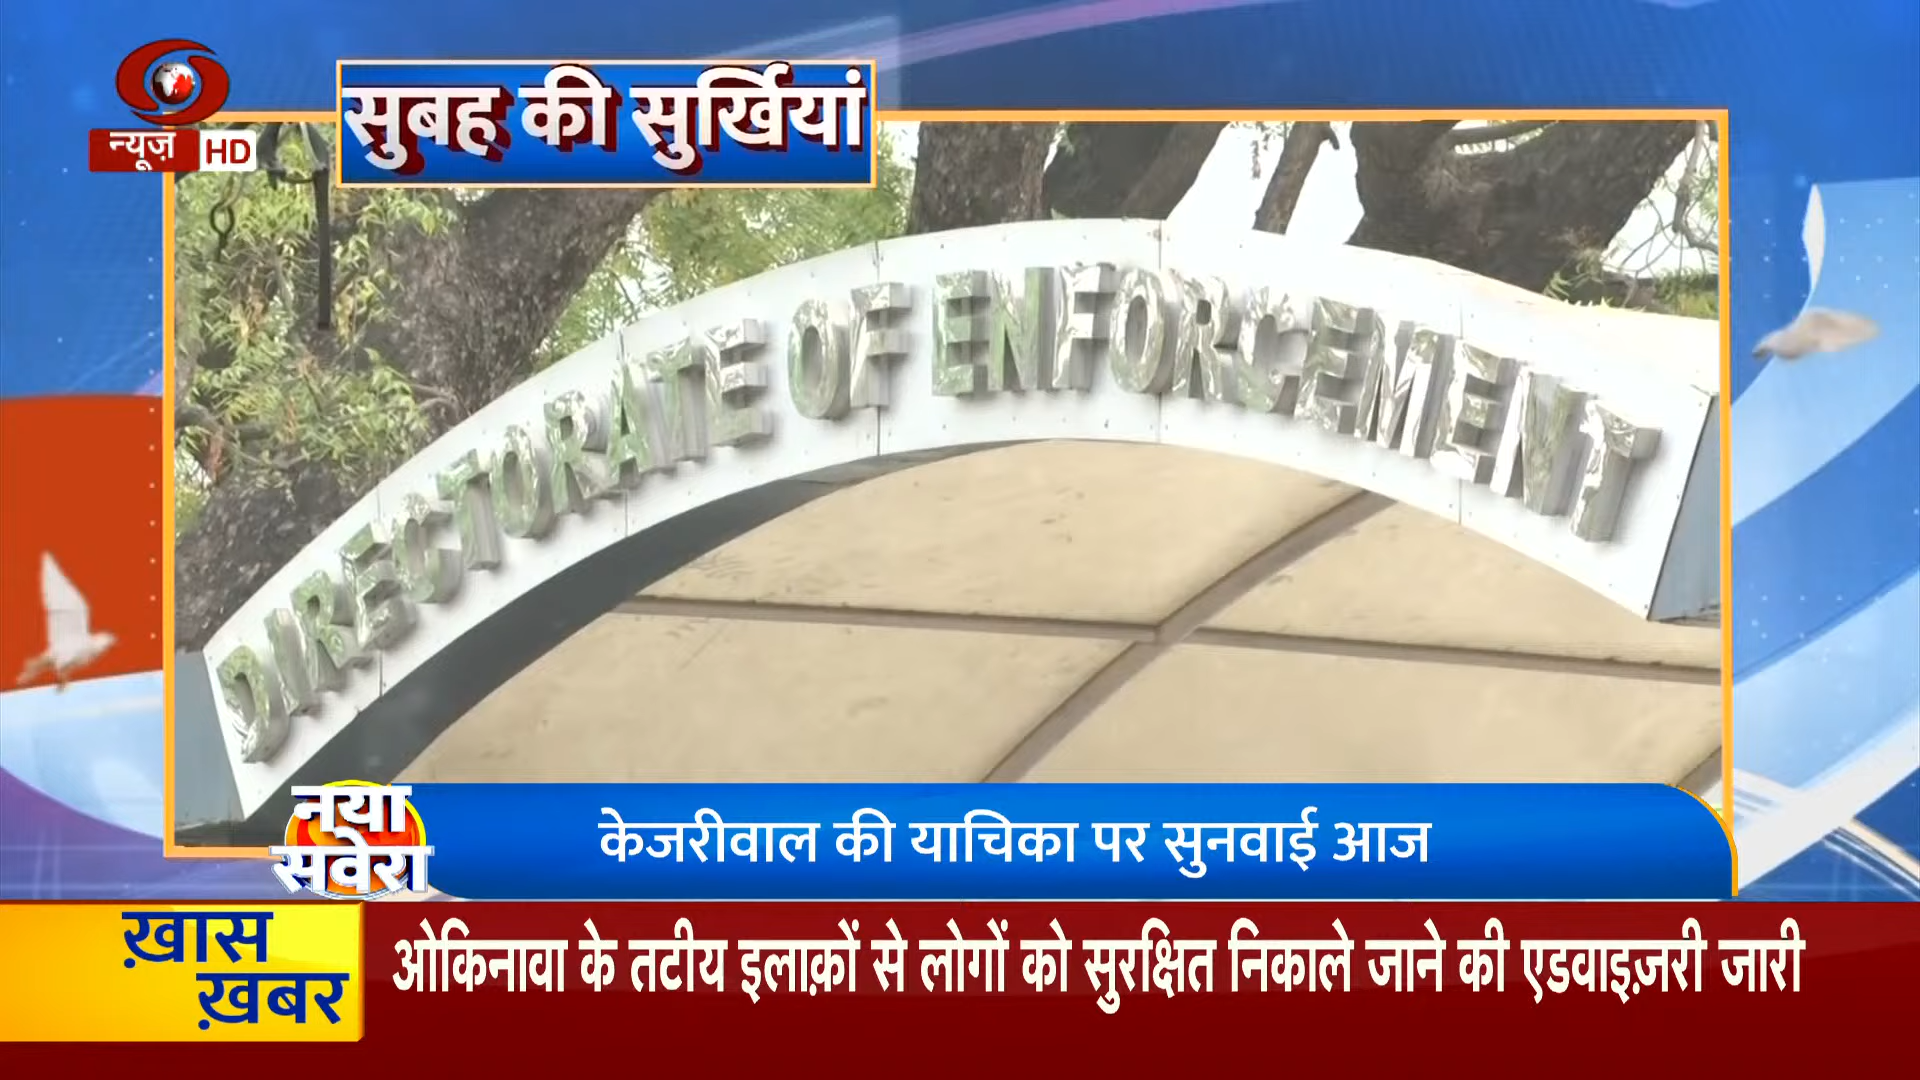 न्यूज़ HD
सुबह की सुर्खियां
DIRECTORATE OF ENFORCEMENT
नया
सवेरा
केजरीवाल की याचिका पर सुनवाई आज
ख़ास
ख़बर
ओकिनावा के तटीय इलाक़ों से लोगों को सुरक्षित निकाले जाने की एडवाइज़री जारी